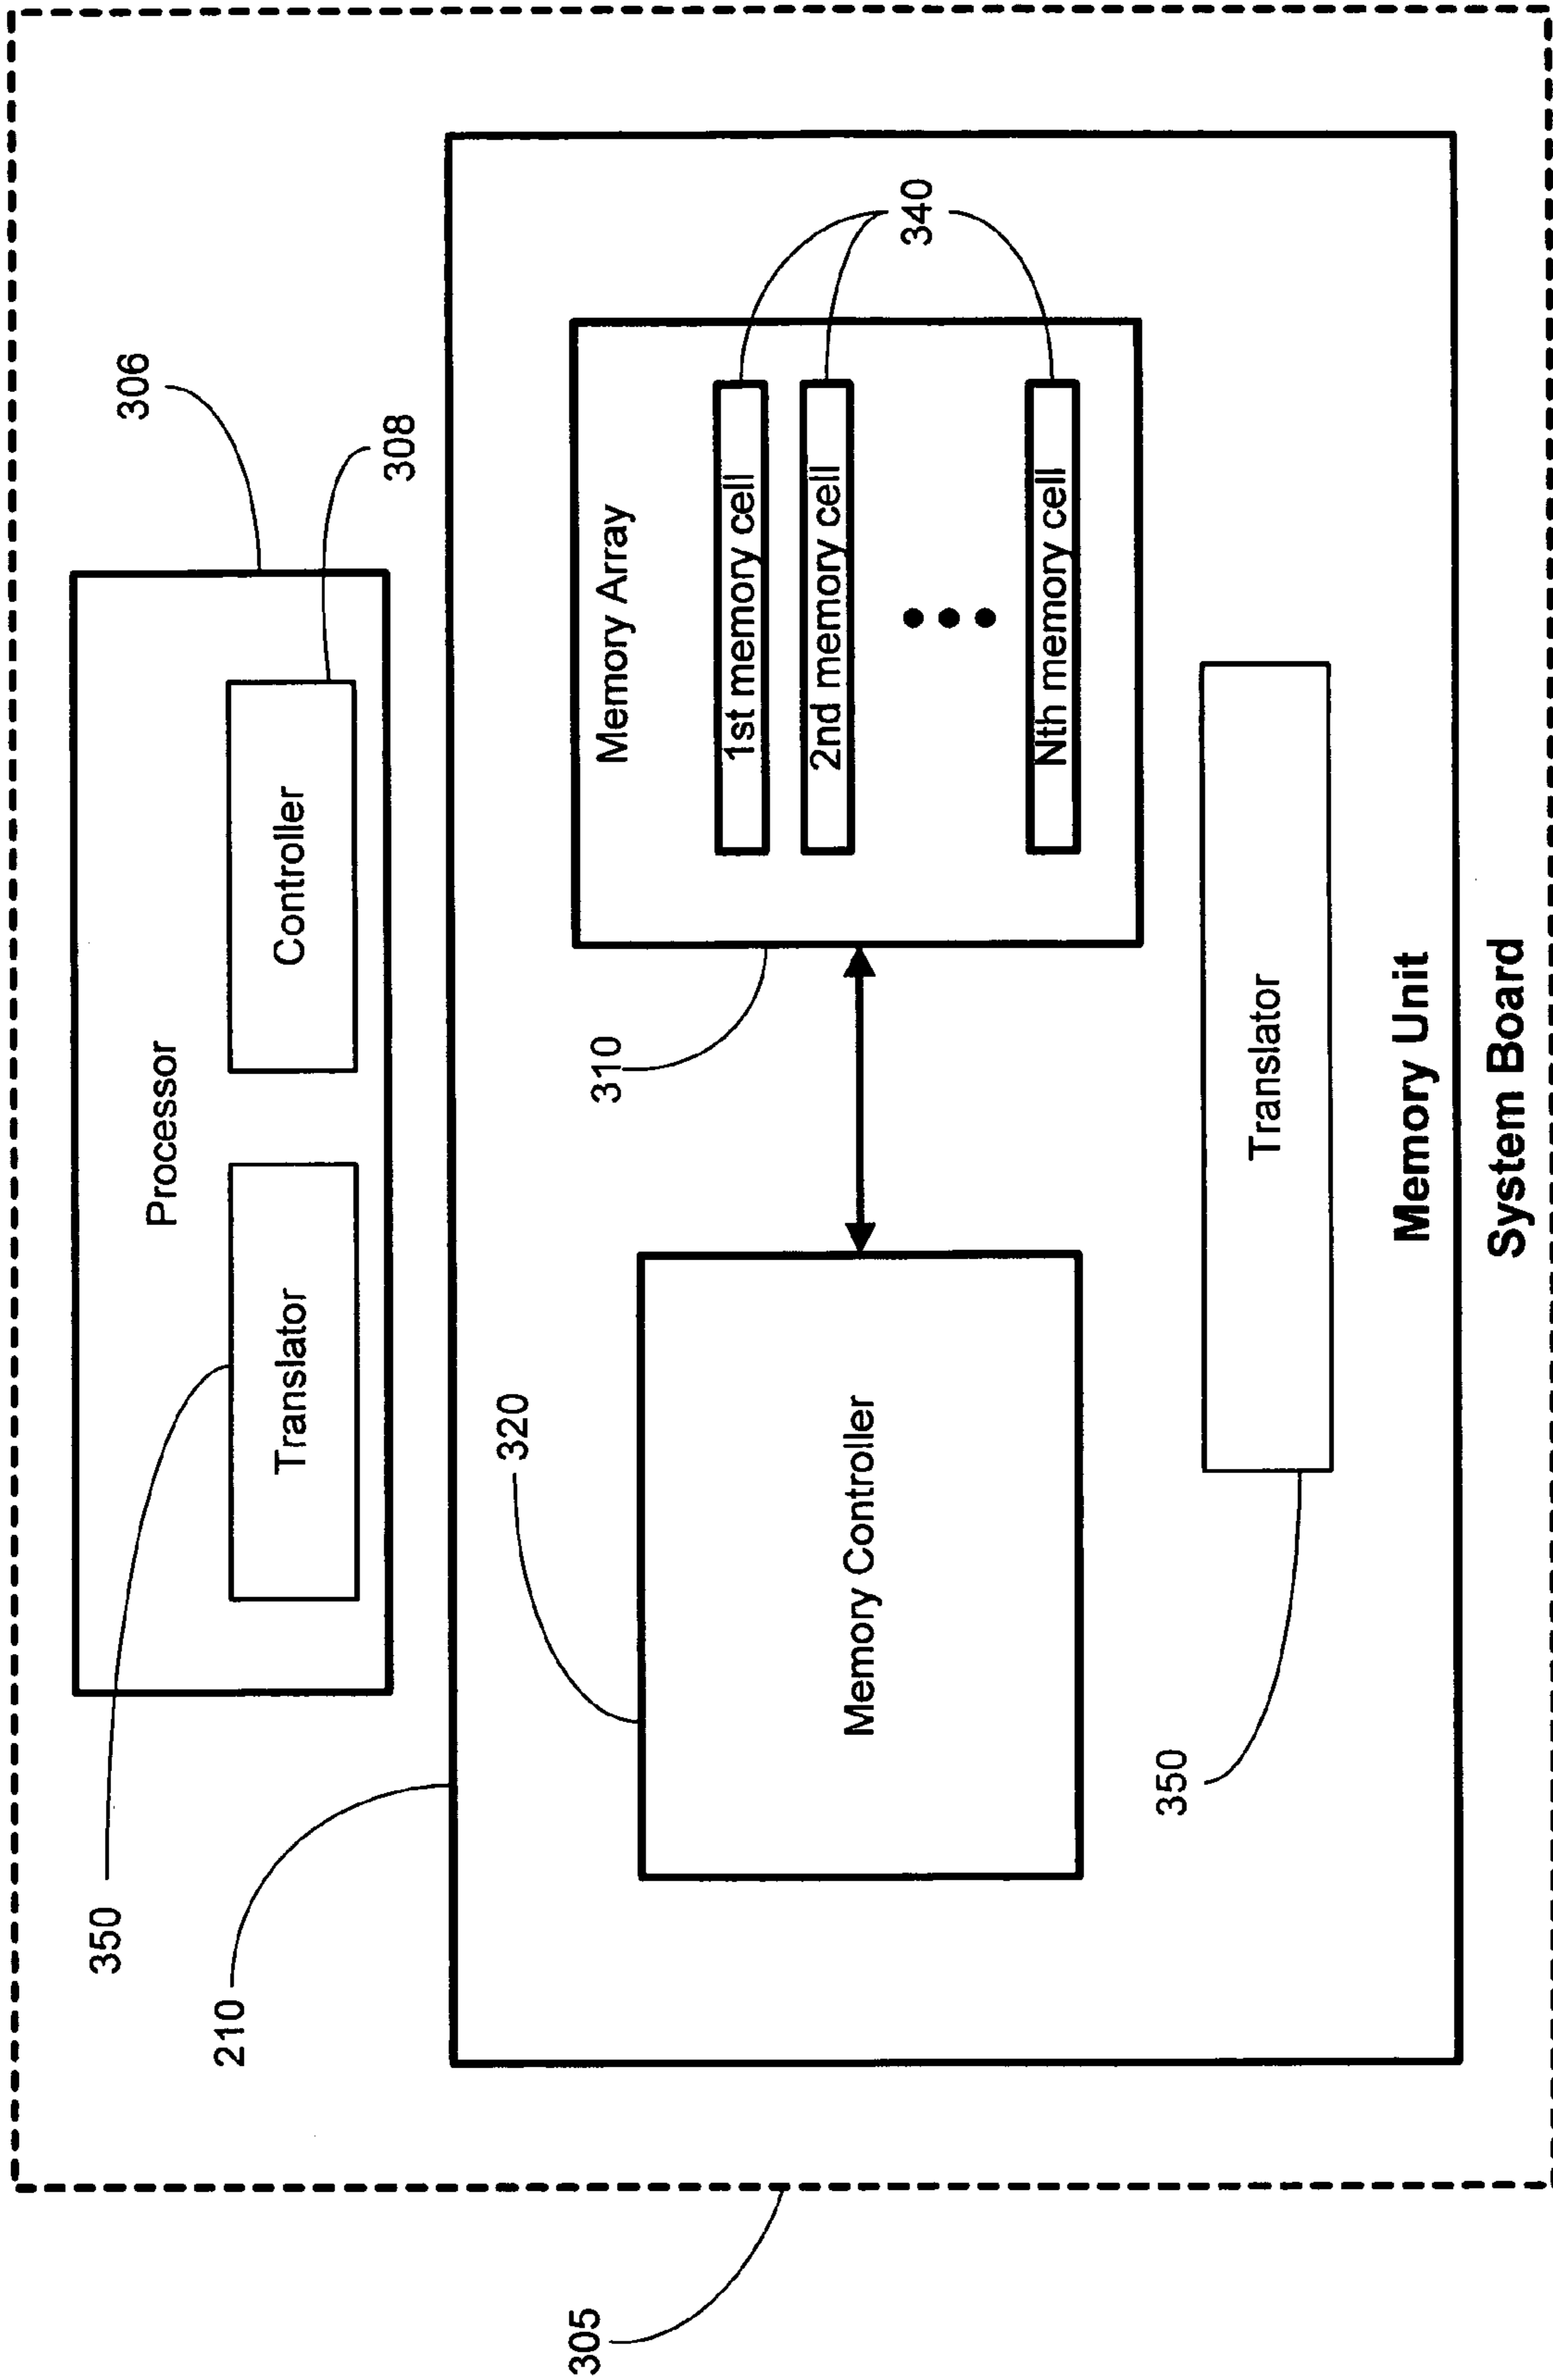 306
Processor
308
350
Translator
Controller
210
320
310
Memory Array
340
1st memory cell
2nd memory cell
Nth memory cell
Memory Controller
350
Translator
Memory Unit
System Board
305